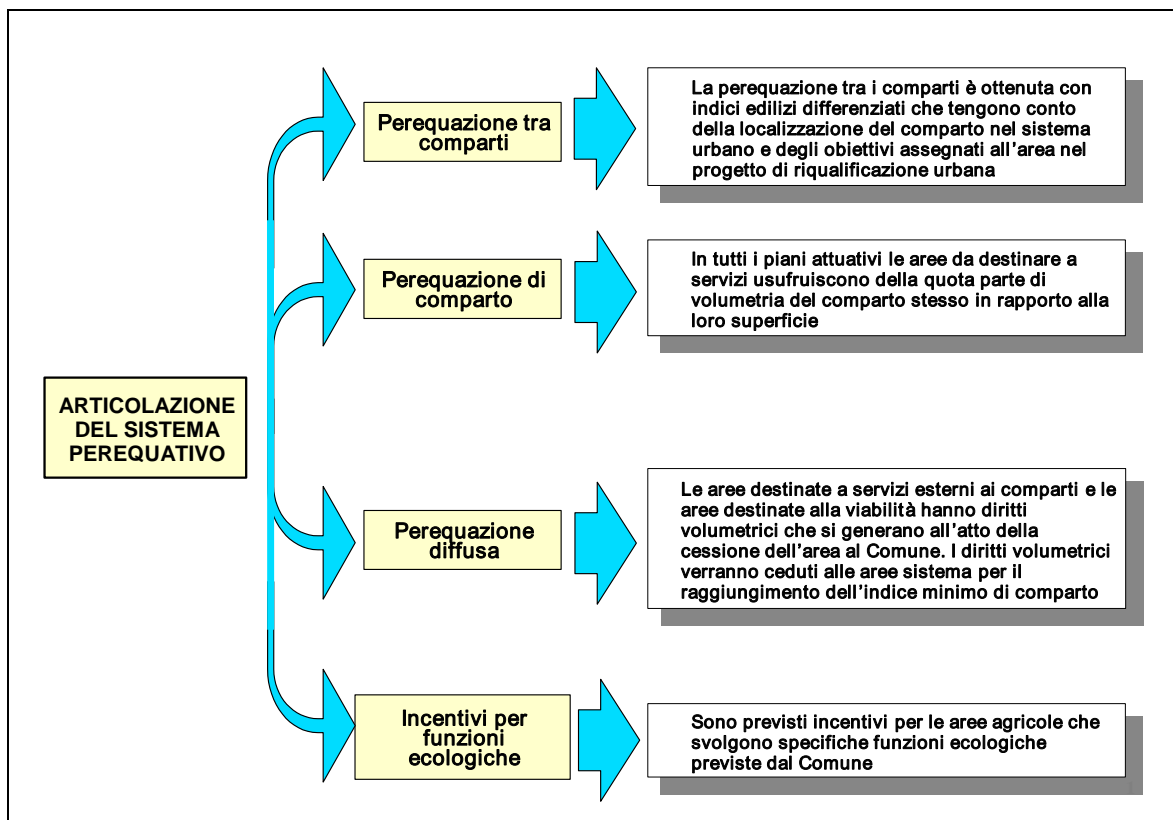 Perequazione tra
comparti
La perequazione tra i comparti è ottenuta con
indici edilizi differenziati che tengono conto
della localizzazione del comparto nel sistema
urbano e degli obiettivi assegnati all'area nel
progetto di riqualificazione urbana
Perequazione di
comparto
In tutti i piani attuativi le aree da destinare a
servizi usufruiscono della quota parte di
volumetria del comparto stesso in rapporto alla
loro superficie
ARTICOLAZIONE
DEL SISTEMA
PEREQUATIVO
Perequazione
diffusa
Le aree destinate a servizi esterni ai comparti e le
aree destinate alla viabilità hanno diritti
volumetrici che si generano all'atto della
cessione dell'area al Comune. I diritti volumetrici
verranno ceduti alle aree sistema per il
raggiungimento dell'indice minimo di comparto
Incentivi per
funzioni
ecologiche
Sono previsti incentivi per le aree agricole che
svolgono specifiche funzioni ecologiche
previste dal Comune